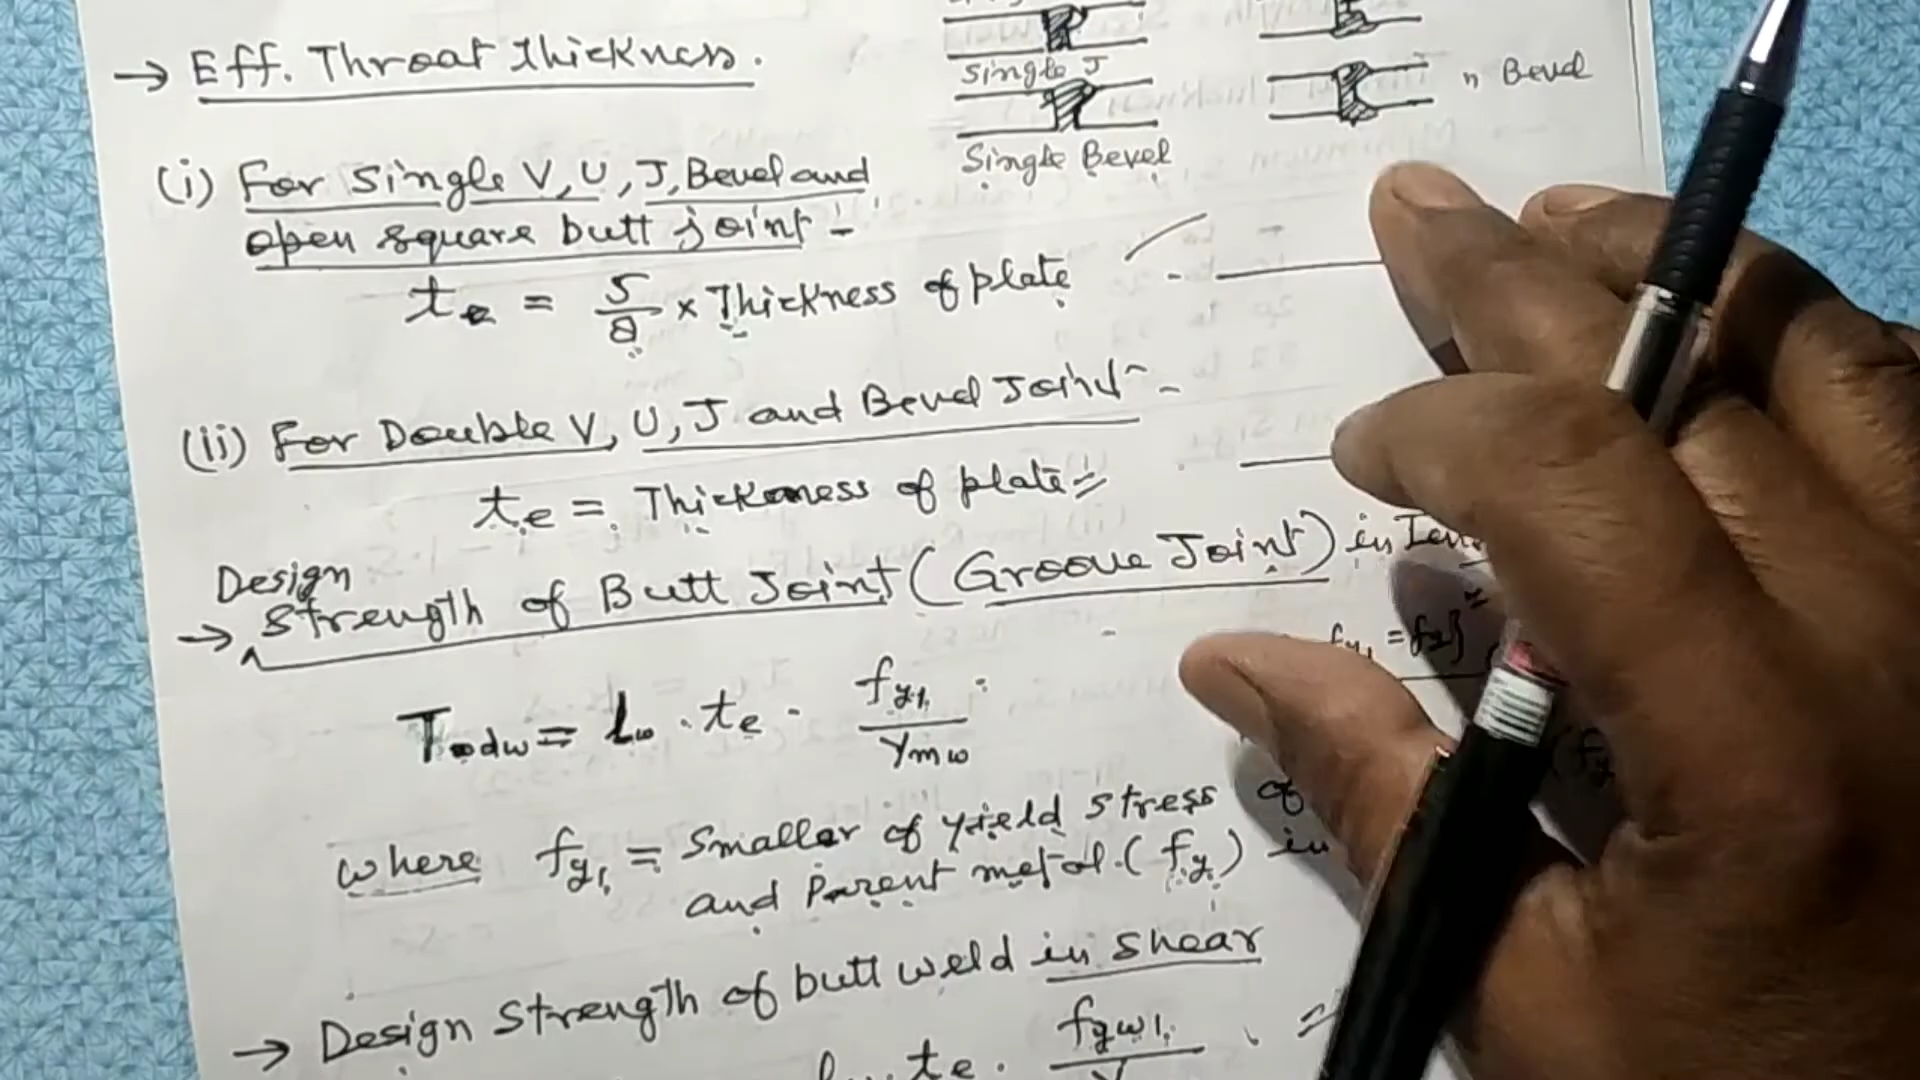 → Eff. Throat thickness.
Single J
Single Bevel
" Bevel
(i) For Single V, U, J, Bevel and
open square butt joint -
te = 5/8 × Thickness of plate
(ii) For Double V, U, J and Bevel Joint -
te = Thickness of plate
Design
→ Strength of Butt Joint (Groove Joint) in
Tdw = Lw . te . fy1 / γmw
where fy1 = Smaller of yield stress of
and Parent metal (fy) in
→ Design Strength of butt weld in shear
te . fyw1